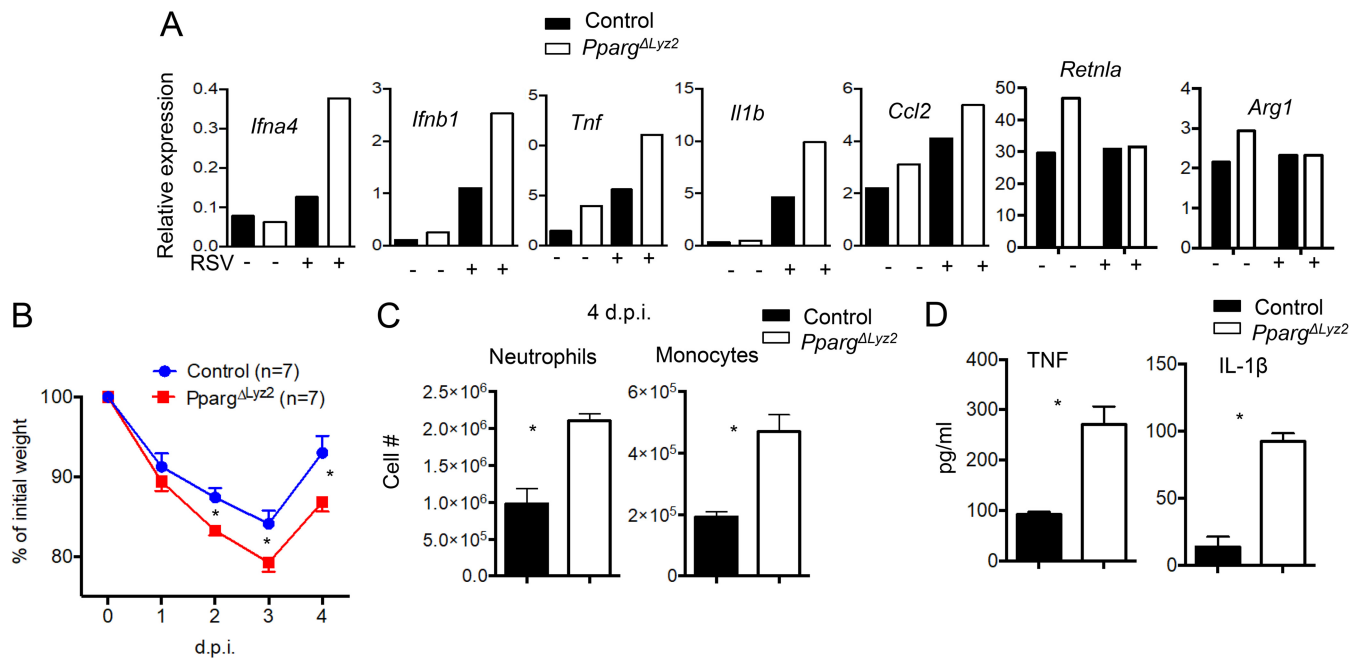 A
Control
Pparg^ΔLyz2
Relative expression
Ifna4
0.4
0.3
0.2
0.1
0.0
Ifnb1
3
2
1
0
Tnf
5
0
5
0
Il1b
15
10
5
0
Ccl2
6
4
2
0
Retnla
50
40
30
20
10
0
Arg1
4
3
2
1
0
RSV - - + +
- - + +
- - + +
- - + +
- - + +
- - + +
- - + +
B
Control (n=7)
Pparg^ΔLyz2 (n=7)
% of initial weight
100
90
80
*
*
*
0 1 2 3 4
d.p.i.
C
4 d.p.i.
Control
Pparg^ΔLyz2
Cell #
Neutrophils
2.5×10^6
2.0×10^6
1.5×10^6
1.0×10^6
5.0×10^5
0.0
*
Monocytes
6×10^5
4×10^5
2×10^5
0
*
D
Control
Pparg^ΔLyz2
pg/ml
TNF
400
300
200
100
0
*
IL-1β
150
100
50
0
*